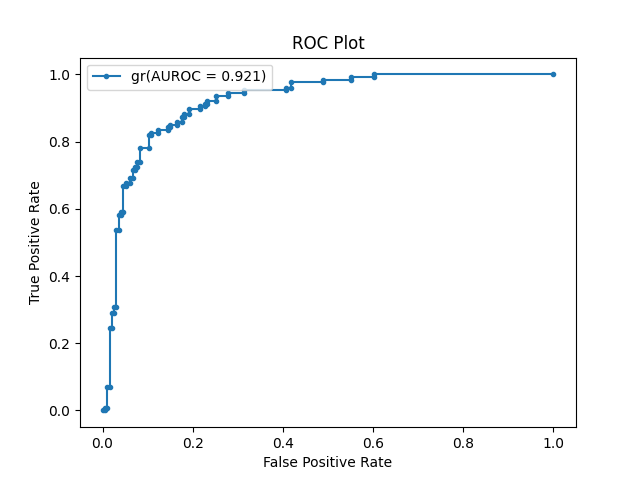 ROC Plot
gr(AUROC = 0.921)
True Positive Rate
1.0
0.8
0.6
0.4
0.2
0.0
0.0 0.2 0.4 0.6 0.8 1.0
False Positive Rate